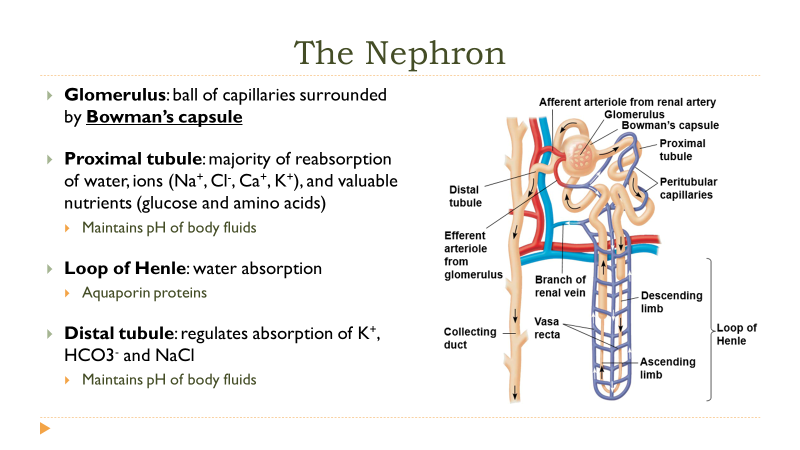 The Nephron
Glomerulus: ball of capillaries surrounded
by Bowman's capsule
Proximal tubule: majority of reabsorption
of water, ions (Na⁺, Cl⁻, Ca⁺, K⁺), and valuable
nutrients (glucose and amino acids)
Maintains pH of body fluids
Loop of Henle: water absorption
Aquaporin proteins
Distal tubule: regulates absorption of K⁺,
HCO3⁻ and NaCl
Maintains pH of body fluids
Afferent arteriole from renal artery
Glomerulus
Bowman's capsule
Proximal
tubule
Peritubular
capillaries
Distal
tubule
Efferent
arteriole
from
glomerulus
Branch of
renal vein
Descending
limb
Loop of
Henle
Vasa
recta
Collecting
duct
Ascending
limb